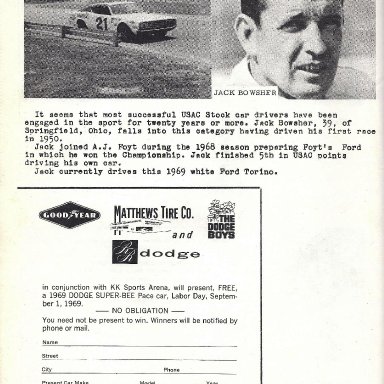 21
JACK BOWSHER
It seems that most successful USAC Stock car drivers have been
engaged in the sport for twenty years or more. Jack Bowsher, 39, of
Springfield, Ohio, falls into this category having driven his first race
in 1950.
Jack joined A.J. Foyt during the 1968 season preparing Foyt's Ford
in which he won the Championship. Jack finished 5th in USAC points
driving his own car.
Jack currently drives this 1969 white Ford Torino.
GOOD YEAR
MATTHEWS TIRE CO.
THE
DODGE
BOYS
and
dodge
in conjunction with KK Sports Arena, will present, FREE,
a 1969 DODGE SUPER-BEE Pace car, Labor Day, Septem-
ber 1, 1969.
— NO OBLIGATION —
You need not be present to win. Winners will be notified by
phone or mail.
Name
Street
City Phone
Present Car Make Model Year